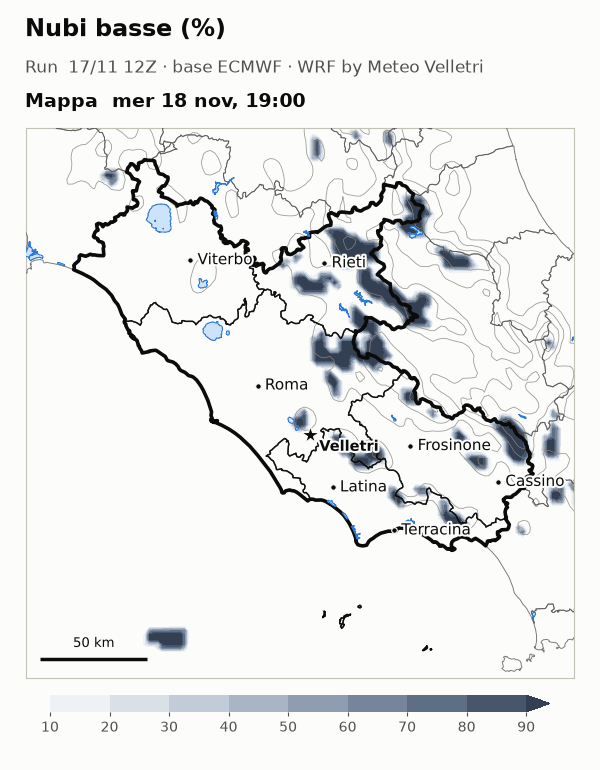 Nubi basse (%)
Run  17/11 12Z · base ECMWF · WRF by Meteo Velletri
Mappa  mer 18 nov, 19:00
Viterbo
Rieti
Roma
Velletri
Frosinone
Cassino
Latina
Terracina
50 km
10 20 30 40 50 60 70 80 90